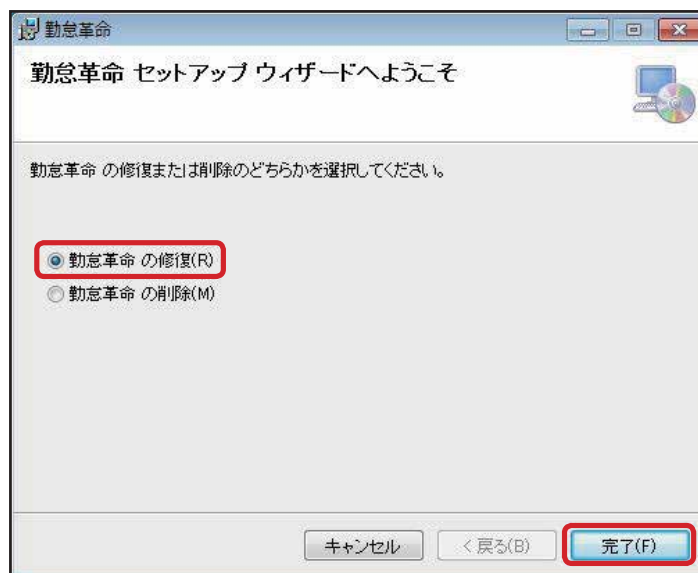 勤怠革命
勤怠革命 セットアップ ウィザードへようこそ
勤怠革命 の修復または削除のどちらかを選択してください。
勤怠革命 の修復(R)
勤怠革命 の削除(M)
キャンセル
< 戻る(B)
完了(F)